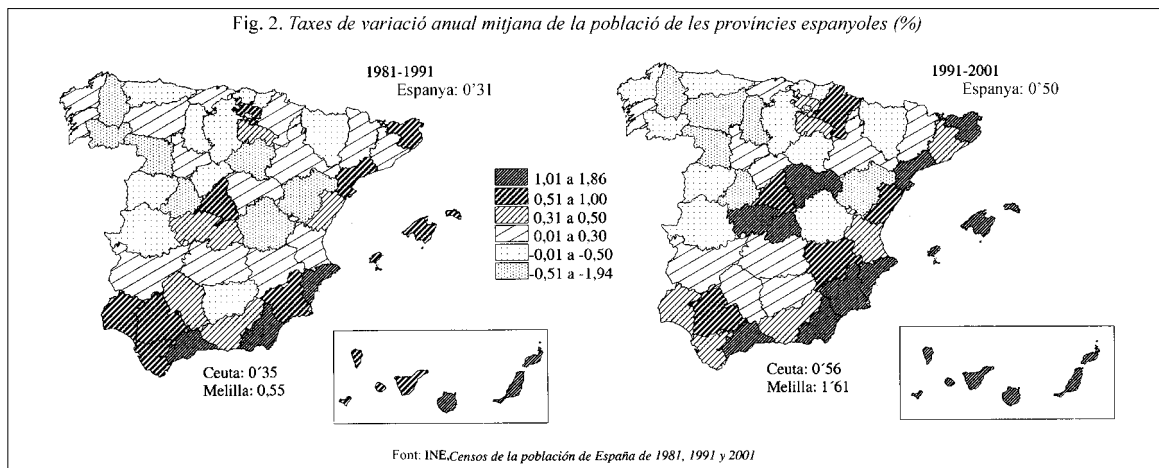 Fig. 2. Taxes de variació anual mitjana de la població de les províncies espanyoles (%)
1981-1991
Espanya: 0'31
1991-2001
Espanya: 0'50
1,01 a 1,86
0,51 a 1,00
0,31 a 0,50
0,01 a 0,30
-0,01 a -0,50
-0,51 a -1,94
Ceuta: 0'35
Melilla: 0,55
Ceuta: 0'56
Melilla: 1'61
Font: INE,Censos de la población de España de 1981, 1991 y 2001